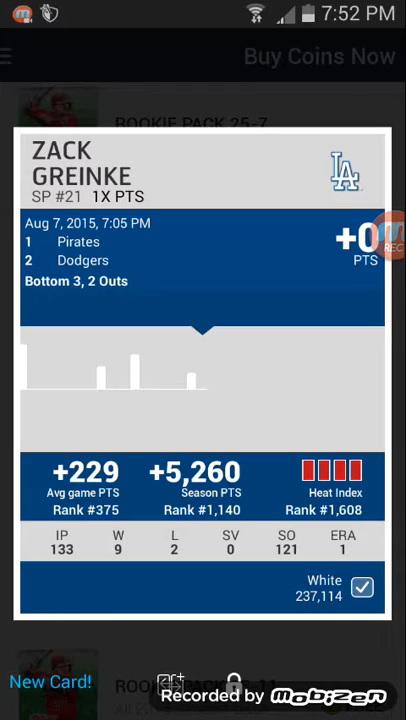 7:52 PM
Buy Coins Now
ROOKIE PACK 25-7
ZACK
GREINKE
SP #21 1X PTS
LA
Aug 7, 2015, 7:05 PM
1 Pirates
2 Dodgers
Bottom 3, 2 Outs
+0
PTS
REC
+229
Avg game PTS
Rank #375
+5,260
Season PTS
Rank #1,140
Heat Index
Rank #1,608
IP W L SV SO ERA
133 9 2 0 121 1
White
237,114
New Card!
Recorded by mobizen